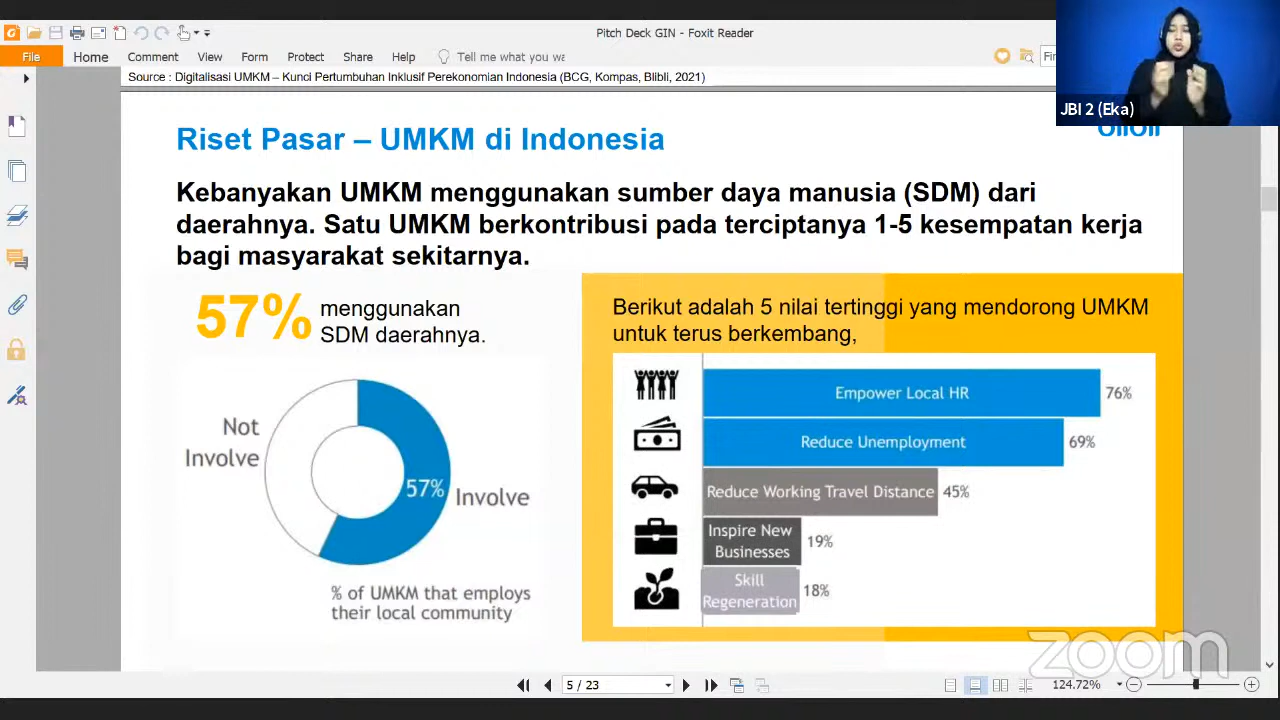 Pitch Deck GIN - Foxit Reader
File Home Comment View Form Protect Share Help Tell me what you wa
Source : Digitalisasi UMKM – Kunci Pertumbuhan Inklusif Perekonomian Indonesia (BCG, Kompas, Blibli, 2021)
JBI 2 (Eka)
Riset Pasar – UMKM di Indonesia
Kebanyakan UMKM menggunakan sumber daya manusia (SDM) dari
daerahnya. Satu UMKM berkontribusi pada terciptanya 1-5 kesempatan kerja
bagi masyarakat sekitarnya.
57% menggunakan
SDM daerahnya.
Not
Involve
57% Involve
% of UMKM that employs
their local community
Berikut adalah 5 nilai tertinggi yang mendorong UMKM
untuk terus berkembang,
Empower Local HR 76%
Reduce Unemployment 69%
Reduce Working Travel Distance 45%
Inspire New
Businesses 19%
Skill
Regeneration 18%
zoom
5 / 23
124.72%